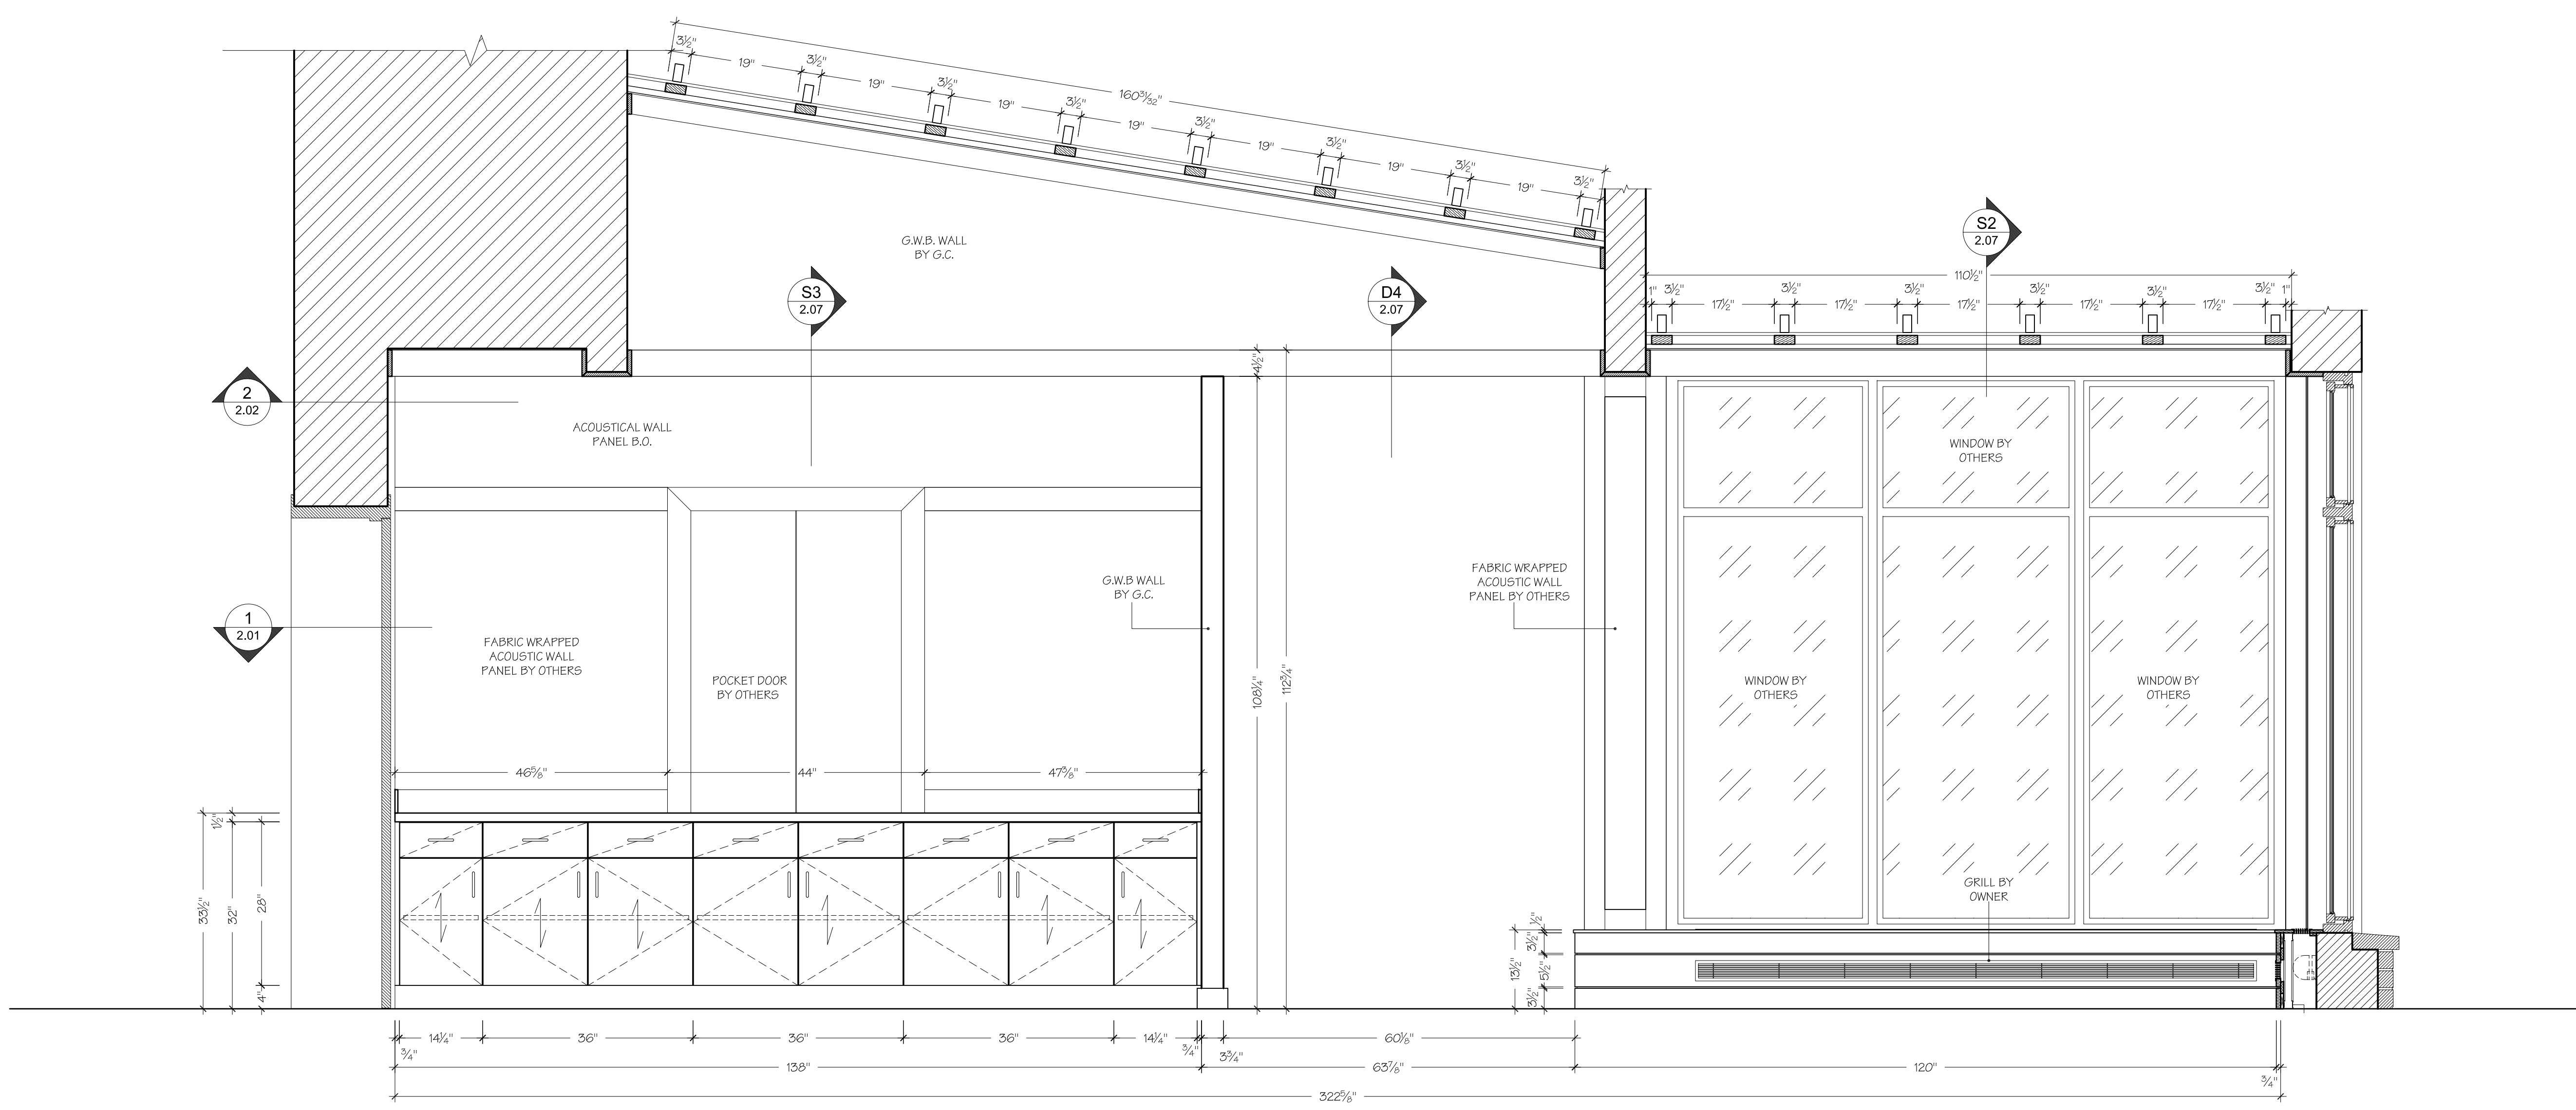 160 31/32"
3½"
19"
3½"
19"
3½"
19"
3½"
19"
3½"
19"
3½"
19"
3½"
19"
3½"
G.W.B. WALL
BY G.C.
S3
2.07
D4
2.07
S2
2.07
110½"
1"
3½"
17½"
3½"
17½"
3½"
17½"
3½"
17½"
3½"
17½"
3½"
1"
4½"
2
2.02
ACOUSTICAL WALL
PANEL B.O.
WINDOW BY
OTHERS
1
2.01
FABRIC WRAPPED
ACOUSTIC WALL
PANEL BY OTHERS
POCKET DOOR
BY OTHERS
G.W.B WALL
BY G.C.
108¼"
112¾"
FABRIC WRAPPED
ACOUSTIC WALL
PANEL BY OTHERS
WINDOW BY
OTHERS
WINDOW BY
OTHERS
46⅝"
44"
47⅜"
1½"
33½"
32"
28"
4"
GRILL BY
OWNER
½"
3½"
13½"
5½"
3½"
¾"
14¼"
36"
36"
36"
14¼"
¾"
3¾"
60⅛"
138"
63⅞"
120"
¾"
322⅝"